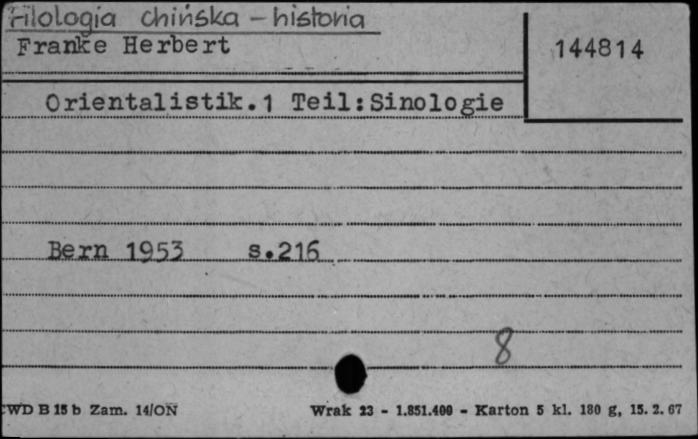 Filologia chińska - historia
Franke Herbert
144814
Orientalistik.1 Teil:Sinologie
Bern 1953 s.216
8
CWD B 15 b Zam. 14/ON
Wrak 23 - 1.851.400 - Karton 5 kl. 180 g, 15. 2. 67